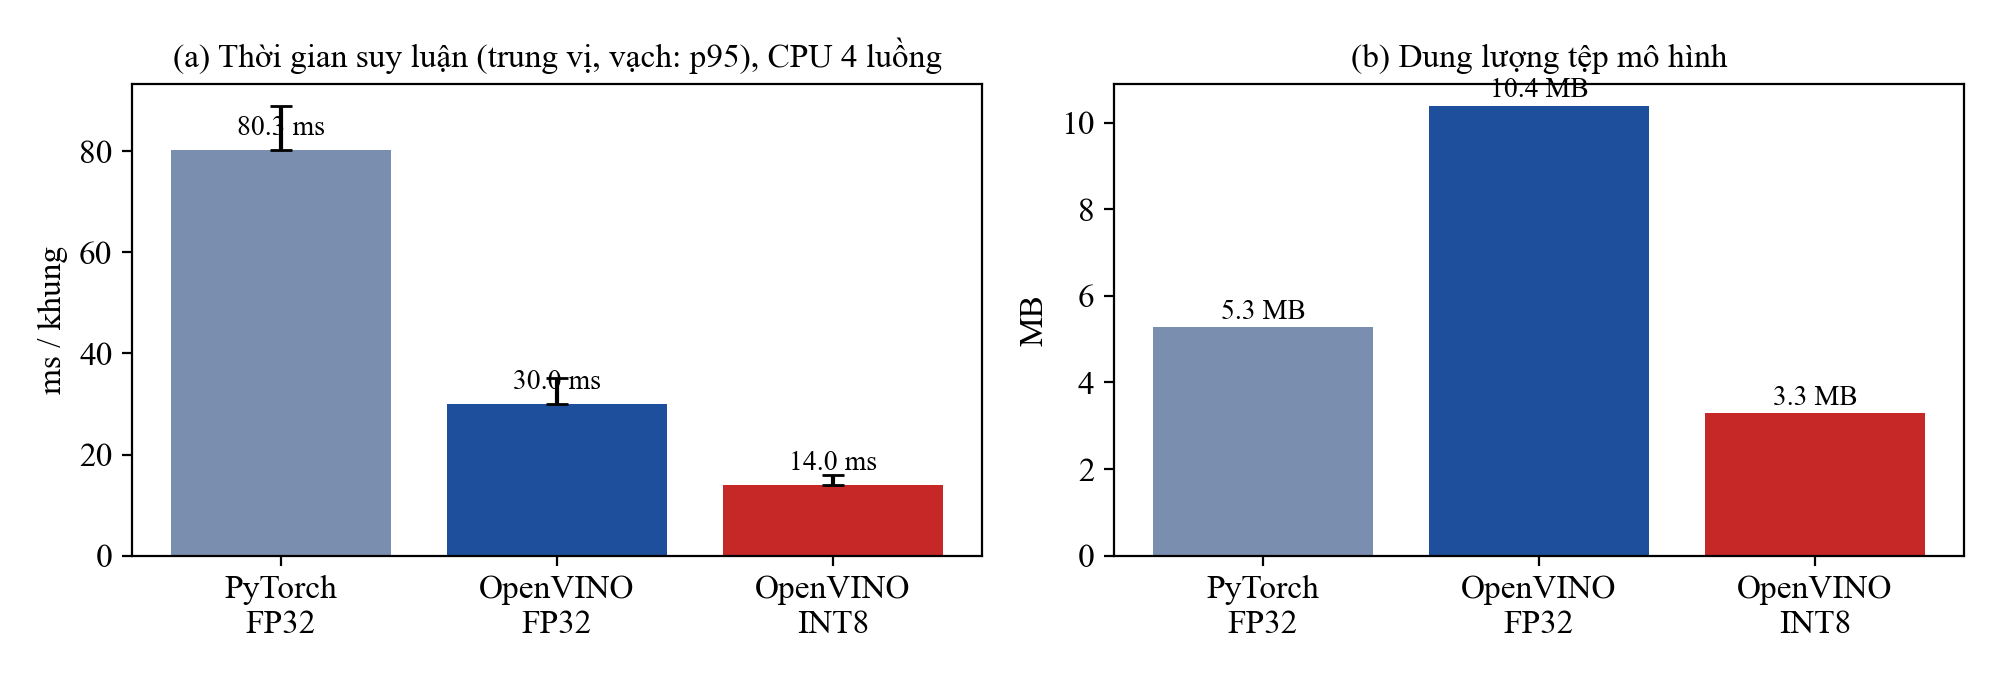 (a) Thời gian suy luận (trung vị, vạch: p95), CPU 4 luồng
ms / khung
80
60
40
20
0
80.3 ms
30.0 ms
14.0 ms
PyTorch
FP32
OpenVINO
FP32
OpenVINO
INT8
(b) Dung lượng tệp mô hình
MB
10
8
6
4
2
0
5.3 MB
10.4 MB
3.3 MB
PyTorch
FP32
OpenVINO
FP32
OpenVINO
INT8